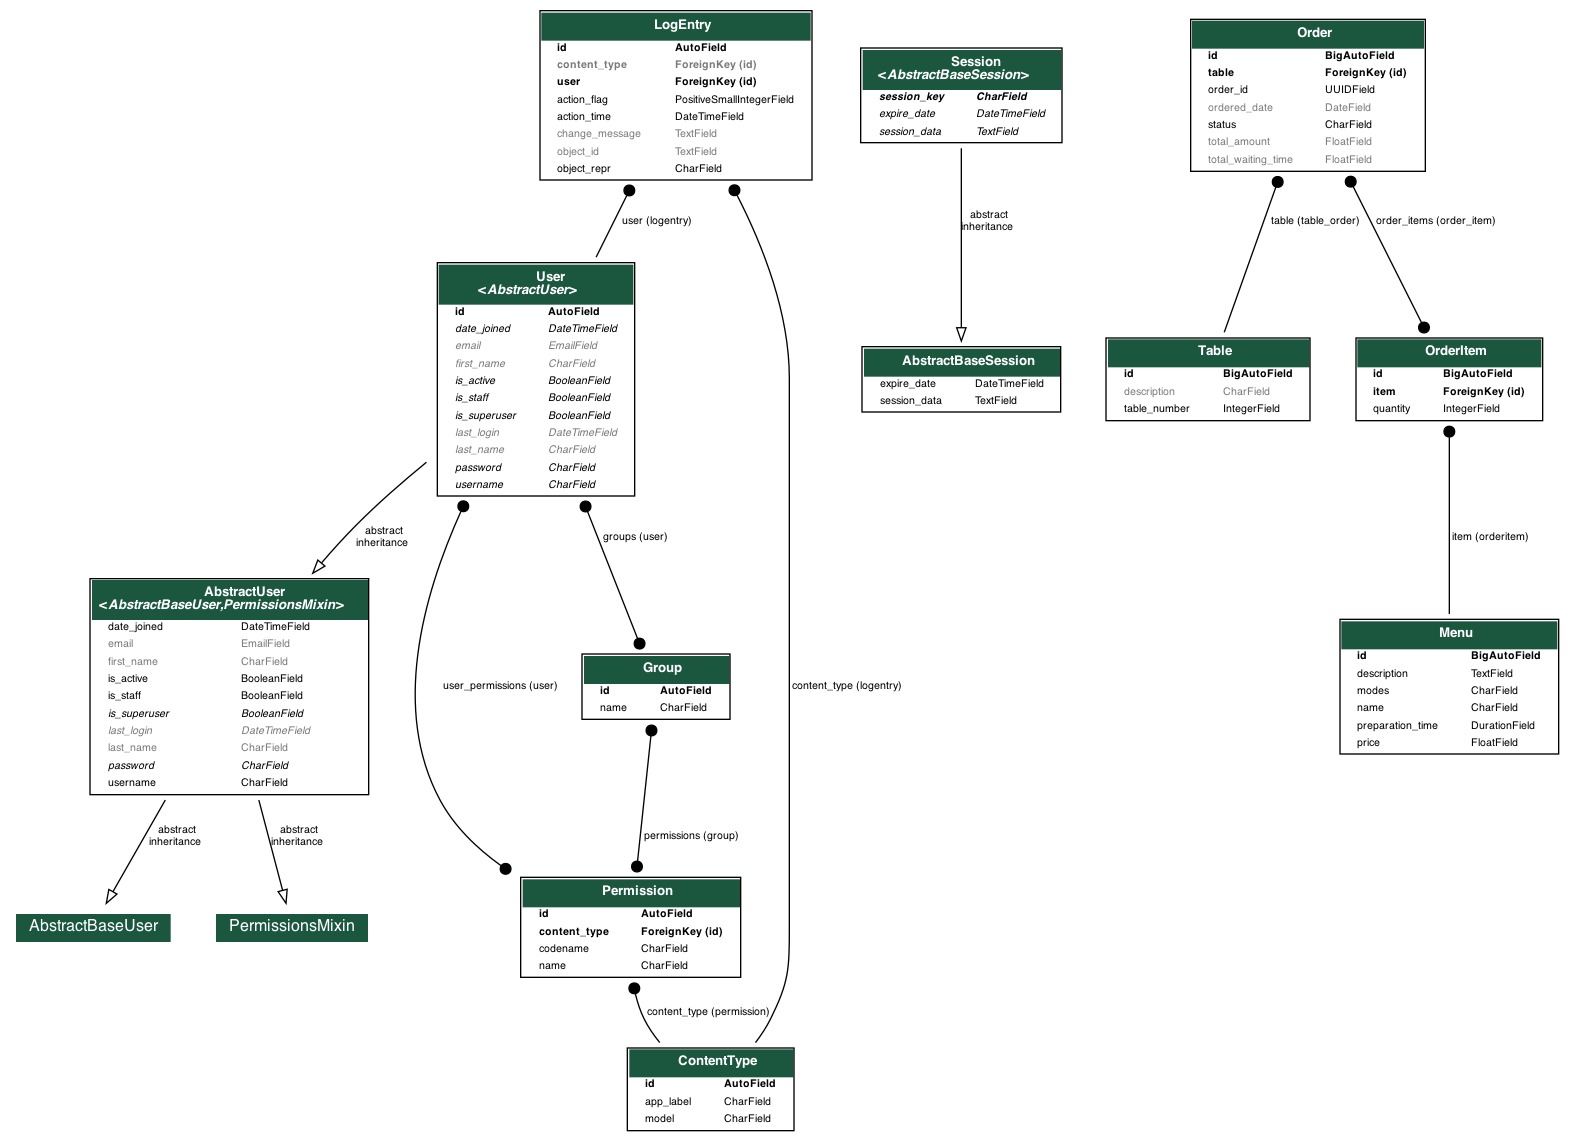 LogEntry
id AutoField
content_type ForeignKey (id)
user ForeignKey (id)
action_flag PositiveSmallIntegerField
action_time DateTimeField
change_message TextField
object_id TextField
object_repr CharField
Session
<AbstractBaseSession>
session_key CharField
expire_date DateTimeField
session_data TextField
Order
id BigAutoField
table ForeignKey (id)
order_id UUIDField
ordered_date DateField
status CharField
total_amount FloatField
total_waiting_time FloatField
user (logentry)
abstract
inheritance
table (table_order)
order_items (order_item)
User
<AbstractUser>
id AutoField
date_joined DateTimeField
email EmailField
first_name CharField
is_active BooleanField
is_staff BooleanField
is_superuser BooleanField
last_login DateTimeField
last_name CharField
password CharField
username CharField
AbstractBaseSession
expire_date DateTimeField
session_data TextField
Table
id BigAutoField
description CharField
table_number IntegerField
OrderItem
id BigAutoField
item ForeignKey (id)
quantity IntegerField
abstract
inheritance
groups (user)
item (orderitem)
AbstractUser
<AbstractBaseUser,PermissionsMixin>
date_joined DateTimeField
email EmailField
first_name CharField
is_active BooleanField
is_staff BooleanField
is_superuser BooleanField
last_login DateTimeField
last_name CharField
password CharField
username CharField
user_permissions (user)
Group
id AutoField
name CharField
content_type (logentry)
Menu
id BigAutoField
description TextField
modes CharField
name CharField
preparation_time DurationField
price FloatField
abstract
inheritance
abstract
inheritance
permissions (group)
AbstractBaseUser
PermissionsMixin
Permission
id AutoField
content_type ForeignKey (id)
codename CharField
name CharField
content_type (permission)
ContentType
id AutoField
app_label CharField
model CharField